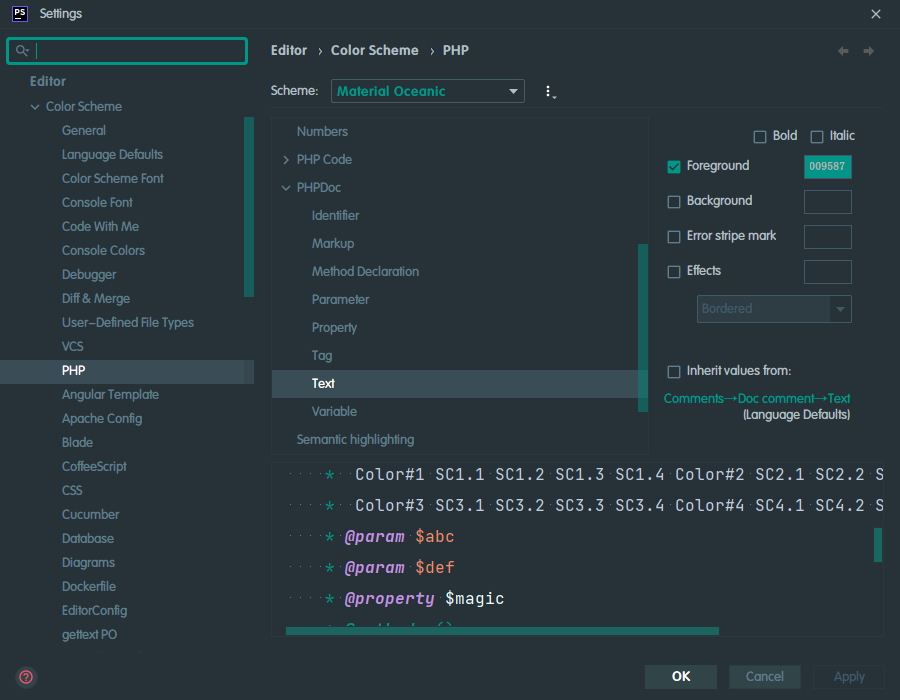 PS Settings
Editor › Color Scheme › PHP
Scheme: Material Oceanic
Editor
Color Scheme
General
Language Defaults
Color Scheme Font
Console Font
Code With Me
Console Colors
Debugger
Diff & Merge
User-Defined File Types
VCS
PHP
Angular Template
Apache Config
Blade
CoffeeScript
CSS
Cucumber
Database
Diagrams
Dockerfile
EditorConfig
gettext PO
Numbers
PHP Code
PHPDoc
Identifier
Markup
Method Declaration
Parameter
Property
Tag
Text
Variable
Semantic highlighting
Bold Italic
Foreground 009587
Background
Error stripe mark
Effects
Bordered
Inherit values from:
Comments→Doc comment→Text
(Language Defaults)
* Color#1 SC1.1 SC1.2 SC1.3 SC1.4 Color#2 SC2.1 SC2.2 S
* Color#3 SC3.1 SC3.2 SC3.3 SC3.4 Color#4 SC4.1 SC4.2 S
* @param $abc
* @param $def
* @property $magic
?
OK Cancel Apply